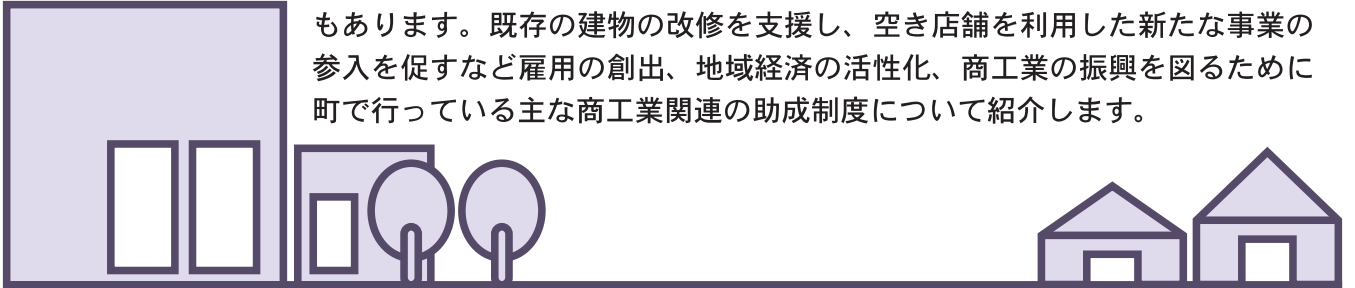 もあります。既存の建物の改修を支援し、空き店舗を利用した新たな事業の
参入を促すなど雇用の創出、地域経済の活性化、商工業の振興を図るために
町で行っている主な商工業関連の助成制度について紹介します。